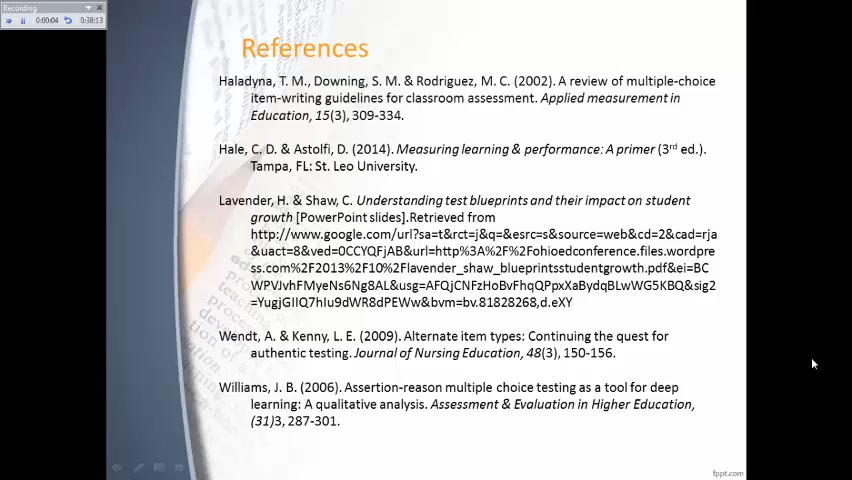 Recording
0:00:04
0:38:13
References
Haladyna, T. M., Downing, S. M. & Rodriguez, M. C. (2002). A review of multiple-choice
item-writing guidelines for classroom assessment. Applied measurement in
Education, 15(3), 309-334.
Hale, C. D. & Astolfi, D. (2014). Measuring learning & performance: A primer (3rd ed.).
Tampa, FL: St. Leo University.
Lavender, H. & Shaw, C. Understanding test blueprints and their impact on student
growth [PowerPoint slides].Retrieved from
http://www.google.com/url?sa=t&rct=j&q=&esrc=s&source=web&cd=2&cad=rja
&uact=8&ved=0CCYQFjAB&url=http%3A%2F%2Fohioedconference.files.wordpre
ss.com%2F2013%2F10%2Flavender_shaw_blueprintsstudentgrowth.pdf&ei=BC
WPVJvhFMyeNs6Ng8AL&usg=AFQjCNFzHoBvFhqQPpxXaBydqBLwWG5KBQ&sig2
=YugjGIIQ7hIu9dWR8dPEWw&bvm=bv.81828268,d.eXY
Wendt, A. & Kenny, L. E. (2009). Alternate item types: Continuing the quest for
authentic testing. Journal of Nursing Education, 48(3), 150-156.
Williams, J. B. (2006). Assertion-reason multiple choice testing as a tool for deep
learning: A qualitative analysis. Assessment & Evaluation in Higher Education,
(31)3, 287-301.
fppt.com